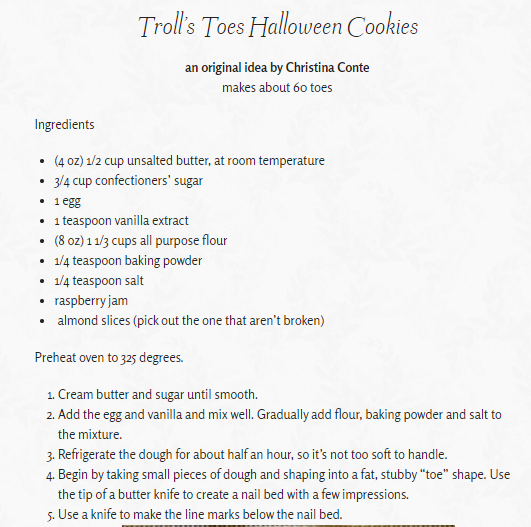 Troll's Toes Halloween Cookies
an original idea by Christina Conte
makes about 60 toes
Ingredients
• (4 oz) 1/2 cup unsalted butter, at room temperature
• 3/4 cup confectioners' sugar
• 1 egg
• 1 teaspoon vanilla extract
• (8 oz) 1 1/3 cups all purpose flour
• 1/4 teaspoon baking powder
• 1/4 teaspoon salt
• raspberry jam
• almond slices (pick out the one that aren't broken)
Preheat oven to 325 degrees.
1. Cream butter and sugar until smooth.
2. Add the egg and vanilla and mix well. Gradually add flour, baking powder and salt to
the mixture.
3. Refrigerate the dough for about half an hour, so it's not too soft to handle.
4. Begin by taking small pieces of dough and shaping into a fat, stubby “toe” shape. Use
the tip of a butter knife to create a nail bed with a few impressions.
5. Use a knife to make the line marks below the nail bed.